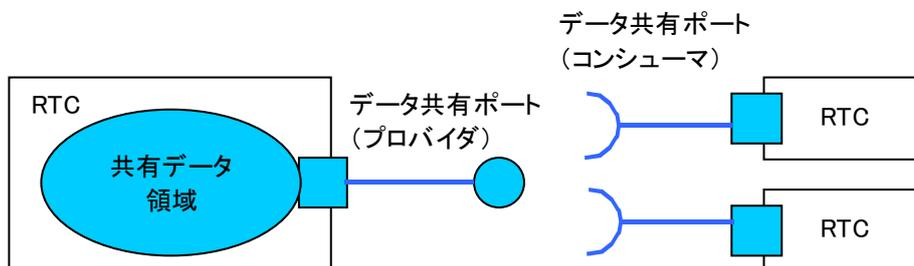 データ共有ポート
（コンシューマ）
RTC
データ共有ポート
（プロバイダ）
共有データ
領域
RTC
RTC